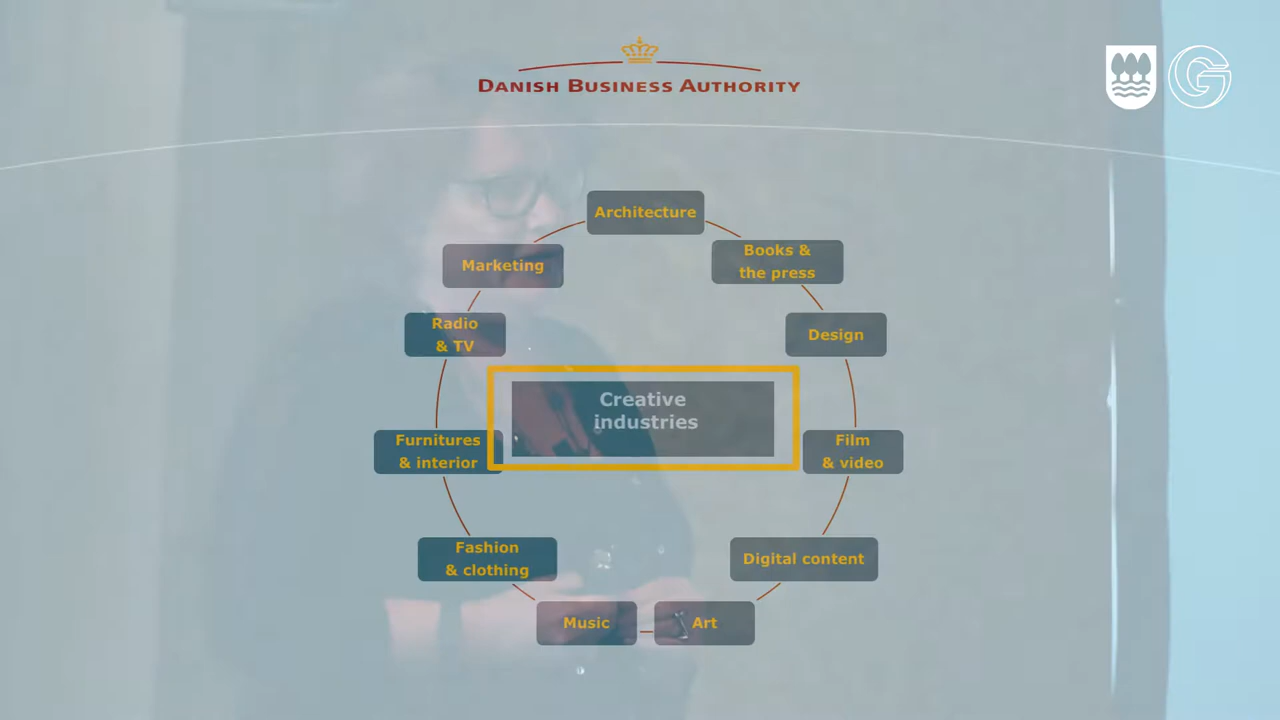 DANISH BUSINESS AUTHORITY
G
Architecture
Marketing
Books &
the press
Radio
& TV
Design
Creative
industries
Furnitures
& interior
Film
& video
Fashion
& clothing
Digital content
Music
Art